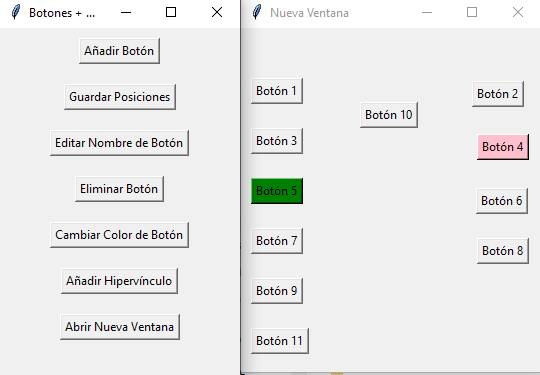 Botones + ...
Añadir Botón
Guardar Posiciones
Editar Nombre de Botón
Eliminar Botón
Cambiar Color de Botón
Añadir Hipervínculo
Abrir Nueva Ventana
Nueva Ventana
Botón 1
Botón 2
Botón 10
Botón 3
Botón 4
Botón 5
Botón 6
Botón 7
Botón 8
Botón 9
Botón 11